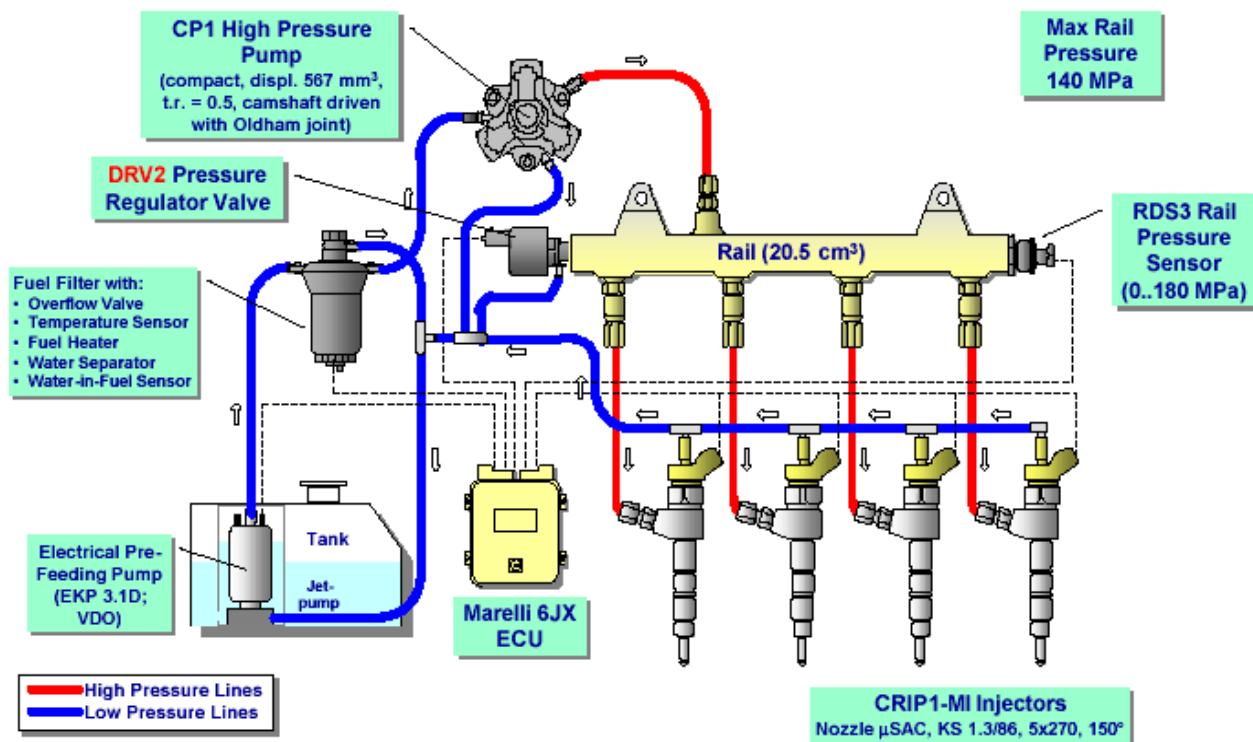 CP1 High Pressure
Pump
(compact, displ. 567 mm³,
t.r. = 0.5, camshaft driven
with Oldham joint)
Max Rail
Pressure
140 MPa
DRV2 Pressure
Regulator Valve
RDS3 Rail
Pressure
Sensor
(0..180 MPa)
Rail (20.5 cm³)
Fuel Filter with:
• Overflow Valve
• Temperature Sensor
• Fuel Heater
• Water Separator
• Water-in-Fuel Sensor
Electrical Pre-
Feeding Pump
(EKP 3.1D;
VDO)
Tank
Jet-
pump
Marelli 6JX
ECU
High Pressure Lines
Low Pressure Lines
CRIP1-MI Injectors
Nozzle µSAC, KS 1.3/86, 5x270, 150°